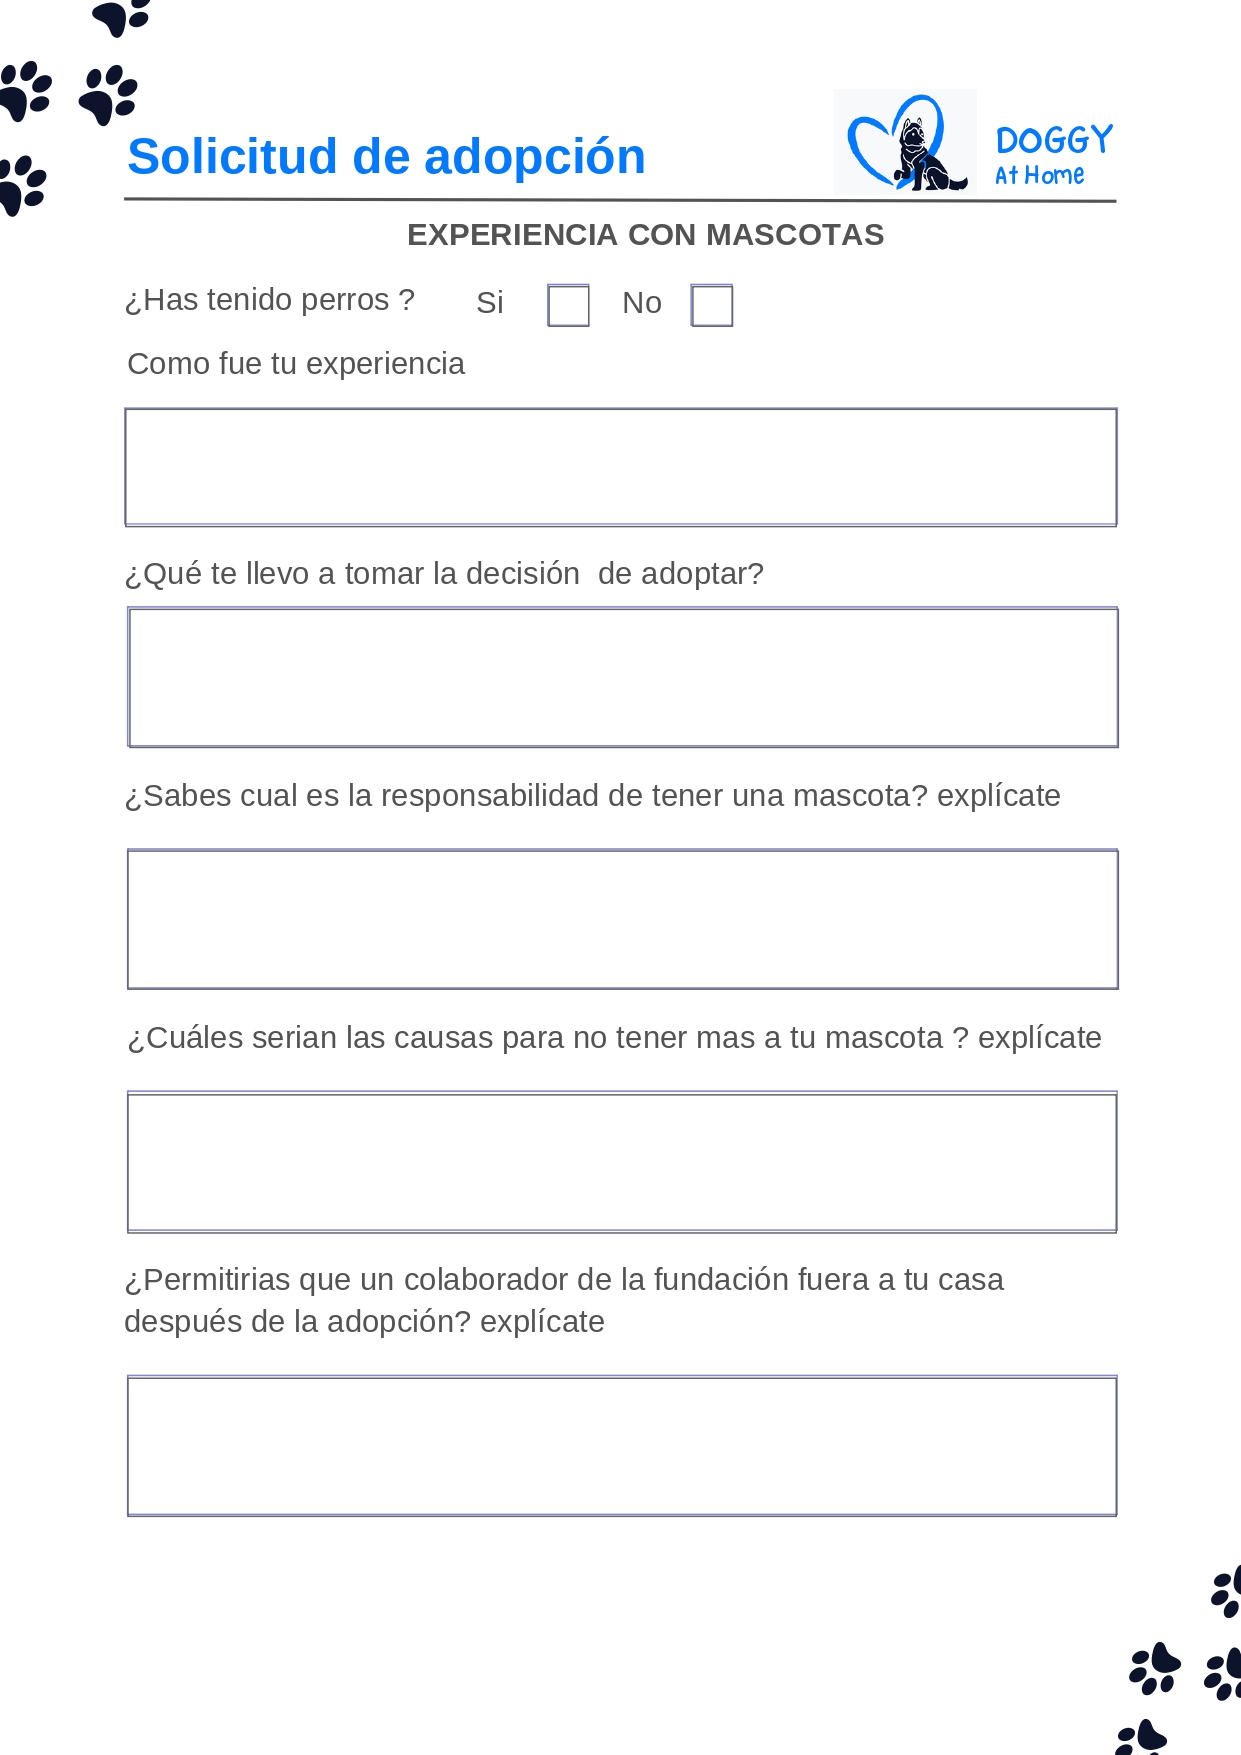 Solicitud de adopción
DOGGY
At Home
EXPERIENCIA CON MASCOTAS
¿Has tenido perros ? Si No
Como fue tu experiencia
¿Qué te llevo a tomar la decisión  de adoptar?
¿Sabes cual es la responsabilidad de tener una mascota? explícate
¿Cuáles serian las causas para no tener mas a tu mascota ? explícate
¿Permitirias que un colaborador de la fundación fuera a tu casa
después de la adopción? explícate